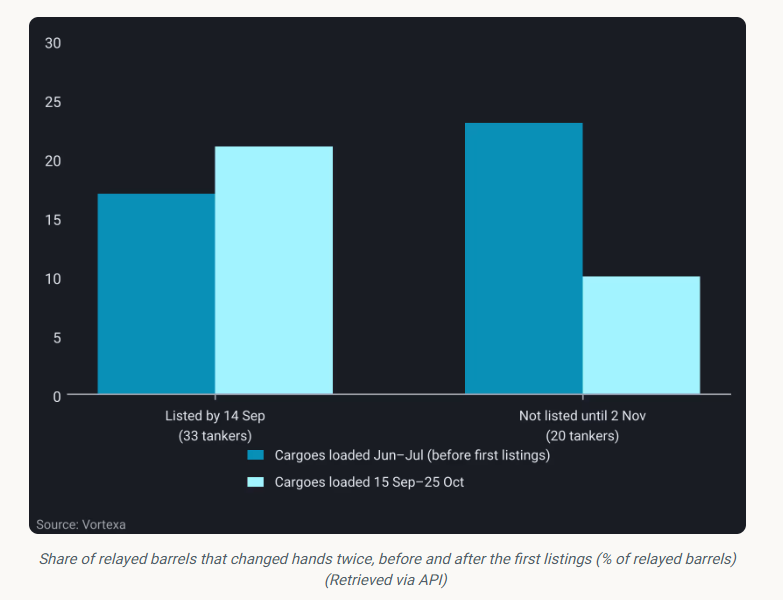 30
25
20
15
10
5
0
Listed by 14 Sep
(33 tankers)
Not listed until 2 Nov
(20 tankers)
Cargoes loaded Jun–Jul (before first listings)
Cargoes loaded 15 Sep–25 Oct
Source: Vortexa
Share of relayed barrels that changed hands twice, before and after the first listings (% of relayed barrels)
(Retrieved via API)